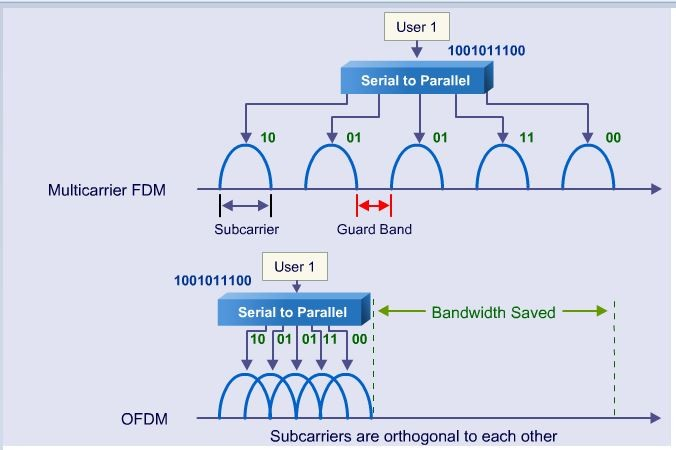 User 1
1001011100
Serial to Parallel
10 01 01 11 00
Multicarrier FDM
Subcarrier Guard Band
User 1
1001011100
Serial to Parallel
Bandwidth Saved
10 01 01 11 00
OFDM
Subcarriers are orthogonal to each other